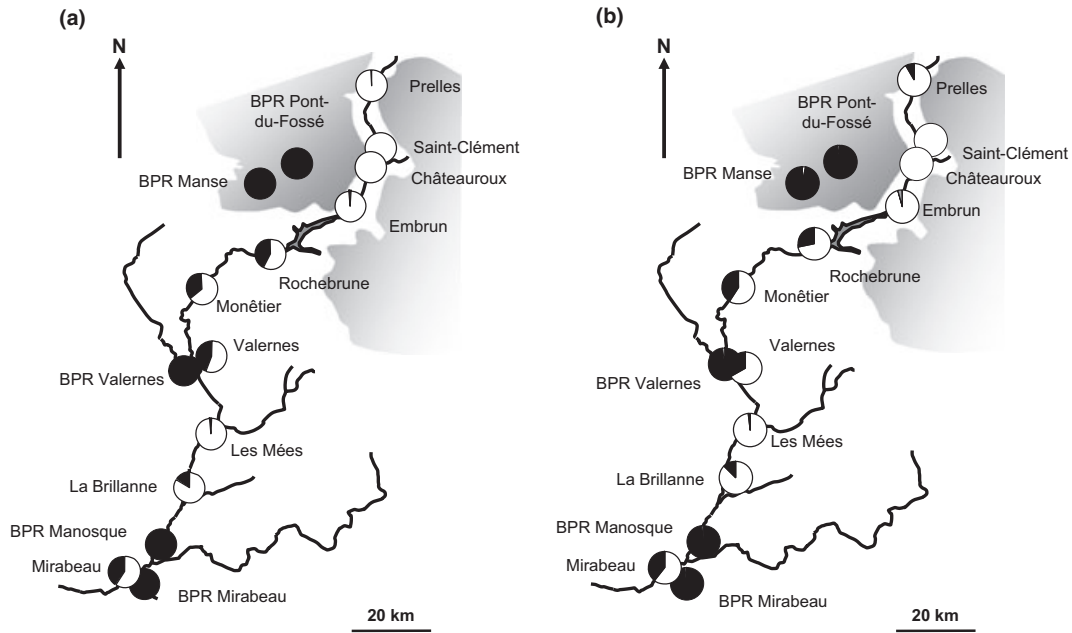 (a)
N
BPR Pont-
du-Fossé
Prelles
Saint-Clément
BPR Manse
Châteauroux
Embrun
Rochebrune
Monêtier
Valernes
BPR Valernes
Les Mées
La Brillanne
BPR Manosque
Mirabeau
BPR Mirabeau
20 km
(b)
N
BPR Pont-
du-Fossé
Prelles
Saint-Clément
BPR Manse
Châteauroux
Embrun
Rochebrune
Monêtier
Valernes
BPR Valernes
Les Mées
La Brillanne
BPR Manosque
Mirabeau
BPR Mirabeau
20 km